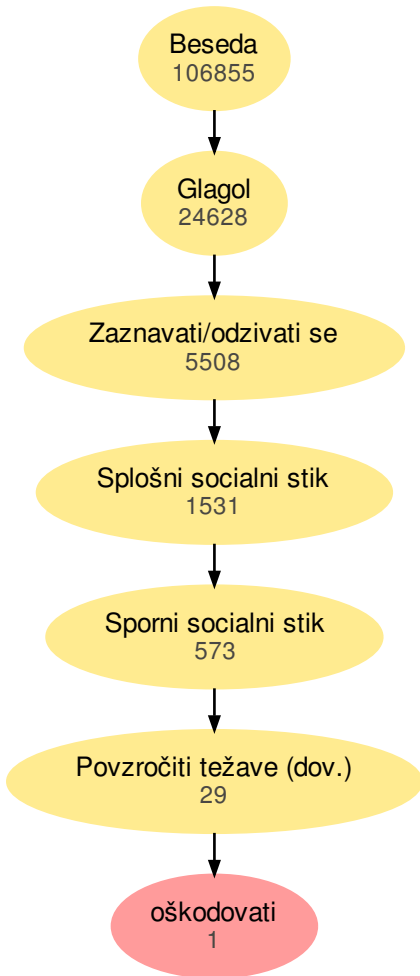 Beseda
106855
Glagol
24628
Zaznavati/odzivati se
5508
Splošni socialni stik
1531
Sporni socialni stik
573
Povzročiti težave (dov.)
29
oškodovati
1